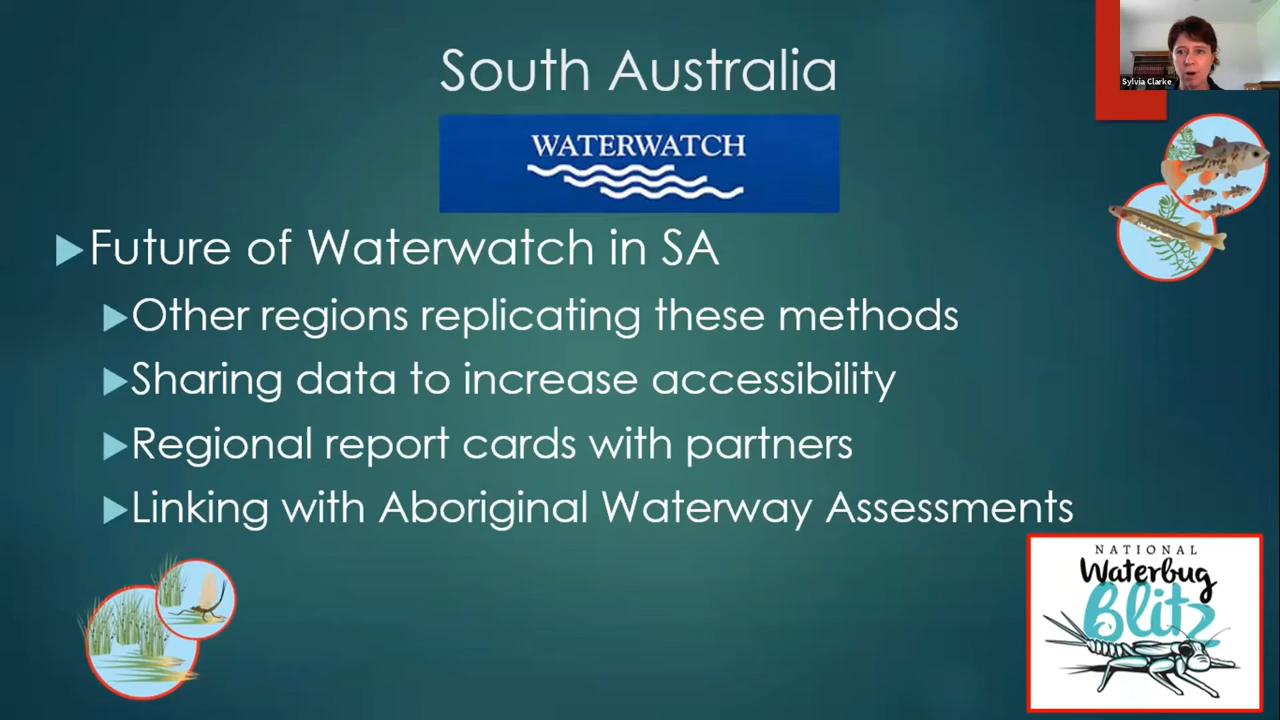 South Australia
Sylvia Clarke
WATERWATCH
Future of Waterwatch in SA
Other regions replicating these methods
Sharing data to increase accessibility
Regional report cards with partners
Linking with Aboriginal Waterway Assessments
NATIONAL
Waterbug
Blitz